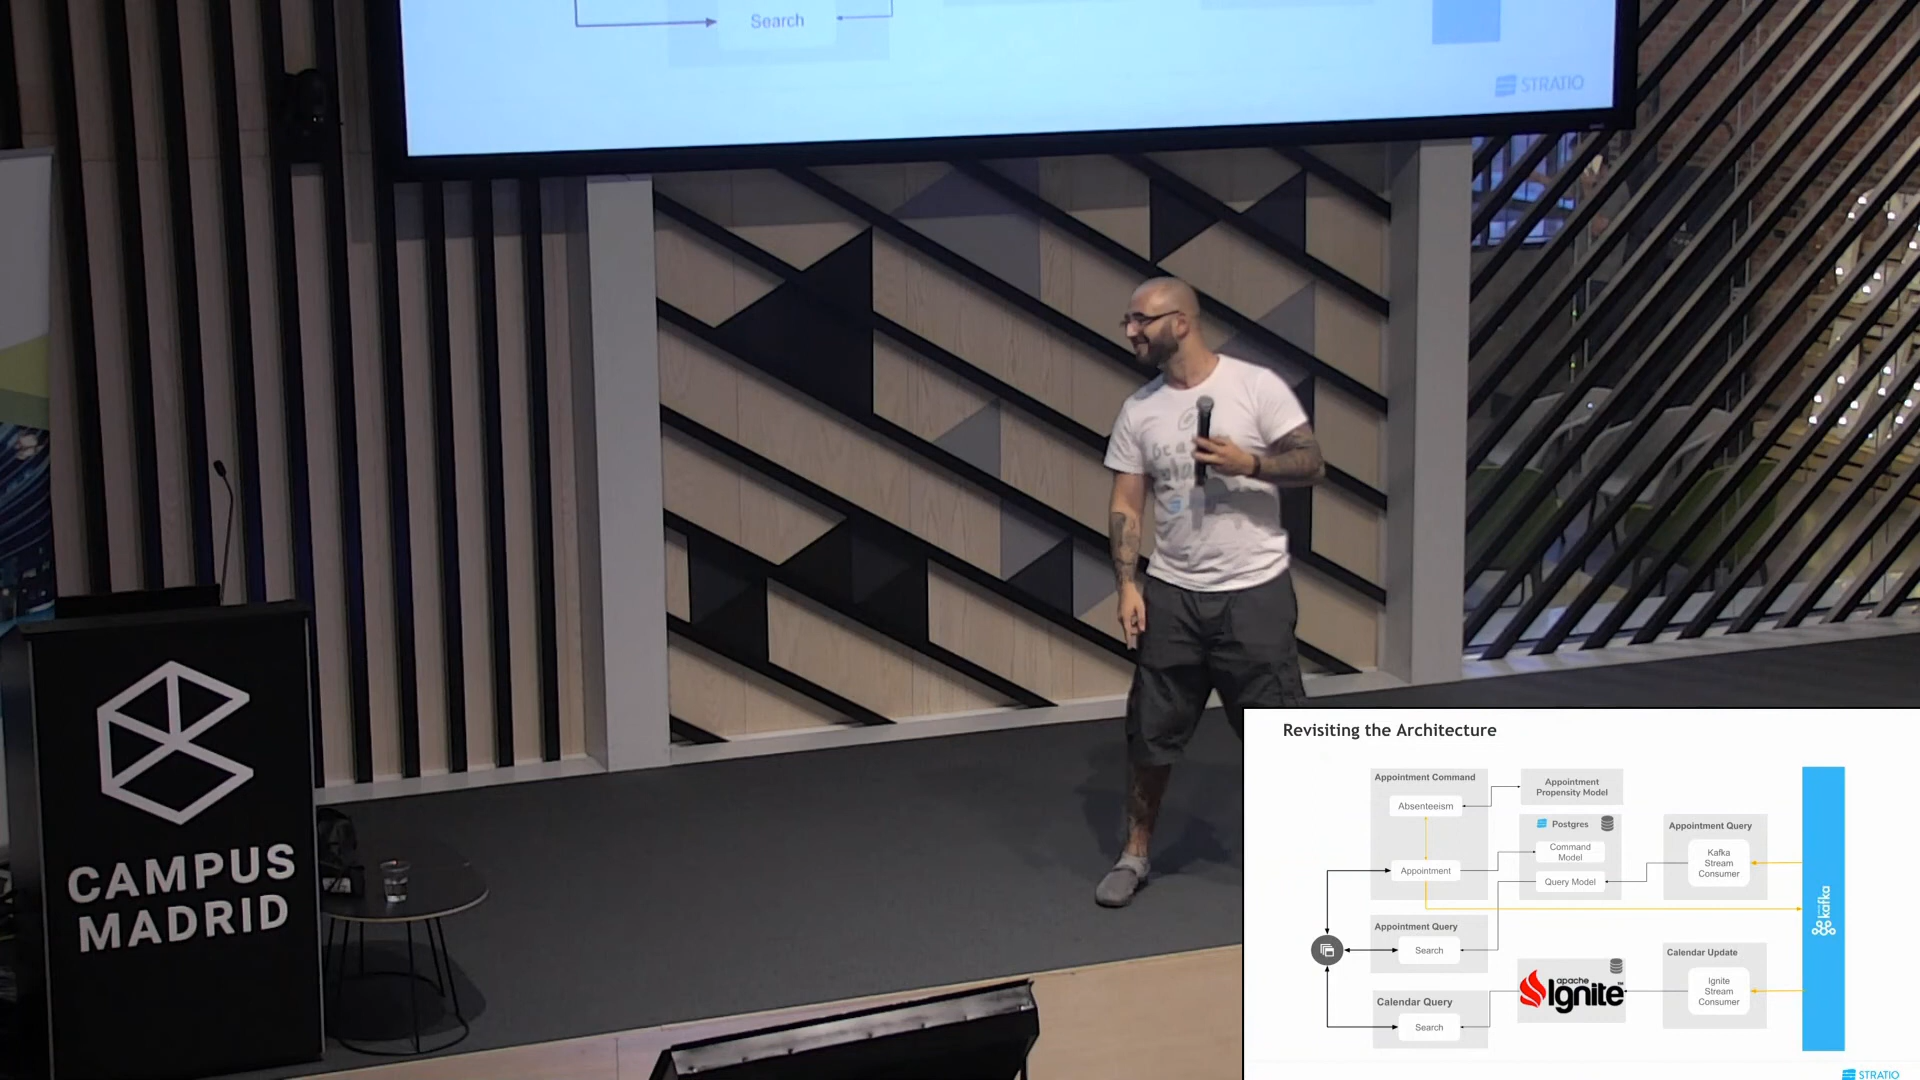 Search
STRATIO
be a
CAMPUS
MADRID
Revisiting the Architecture
Appointment Command
Absenteeism
Appointment
Appointment
Propensity Model
Postgres
Command
Model
Query Model
Appointment Query
Kafka
Stream
Consumer
kafka
Appointment Query
Search
Calendar Query
Search
apache
Ignite
Calendar Update
Ignite
Stream
Consumer
STRATIO